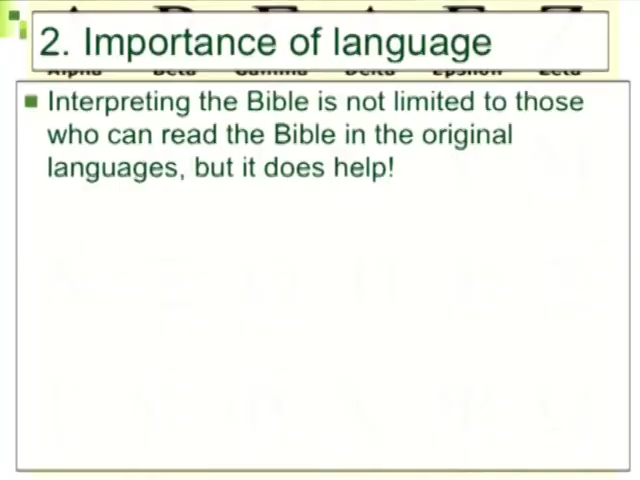 2. Importance of language
Alpha Beta Gamma Delta Epsilon Zeta
Interpreting the Bible is not limited to those
who can read the Bible in the original
languages, but it does help!